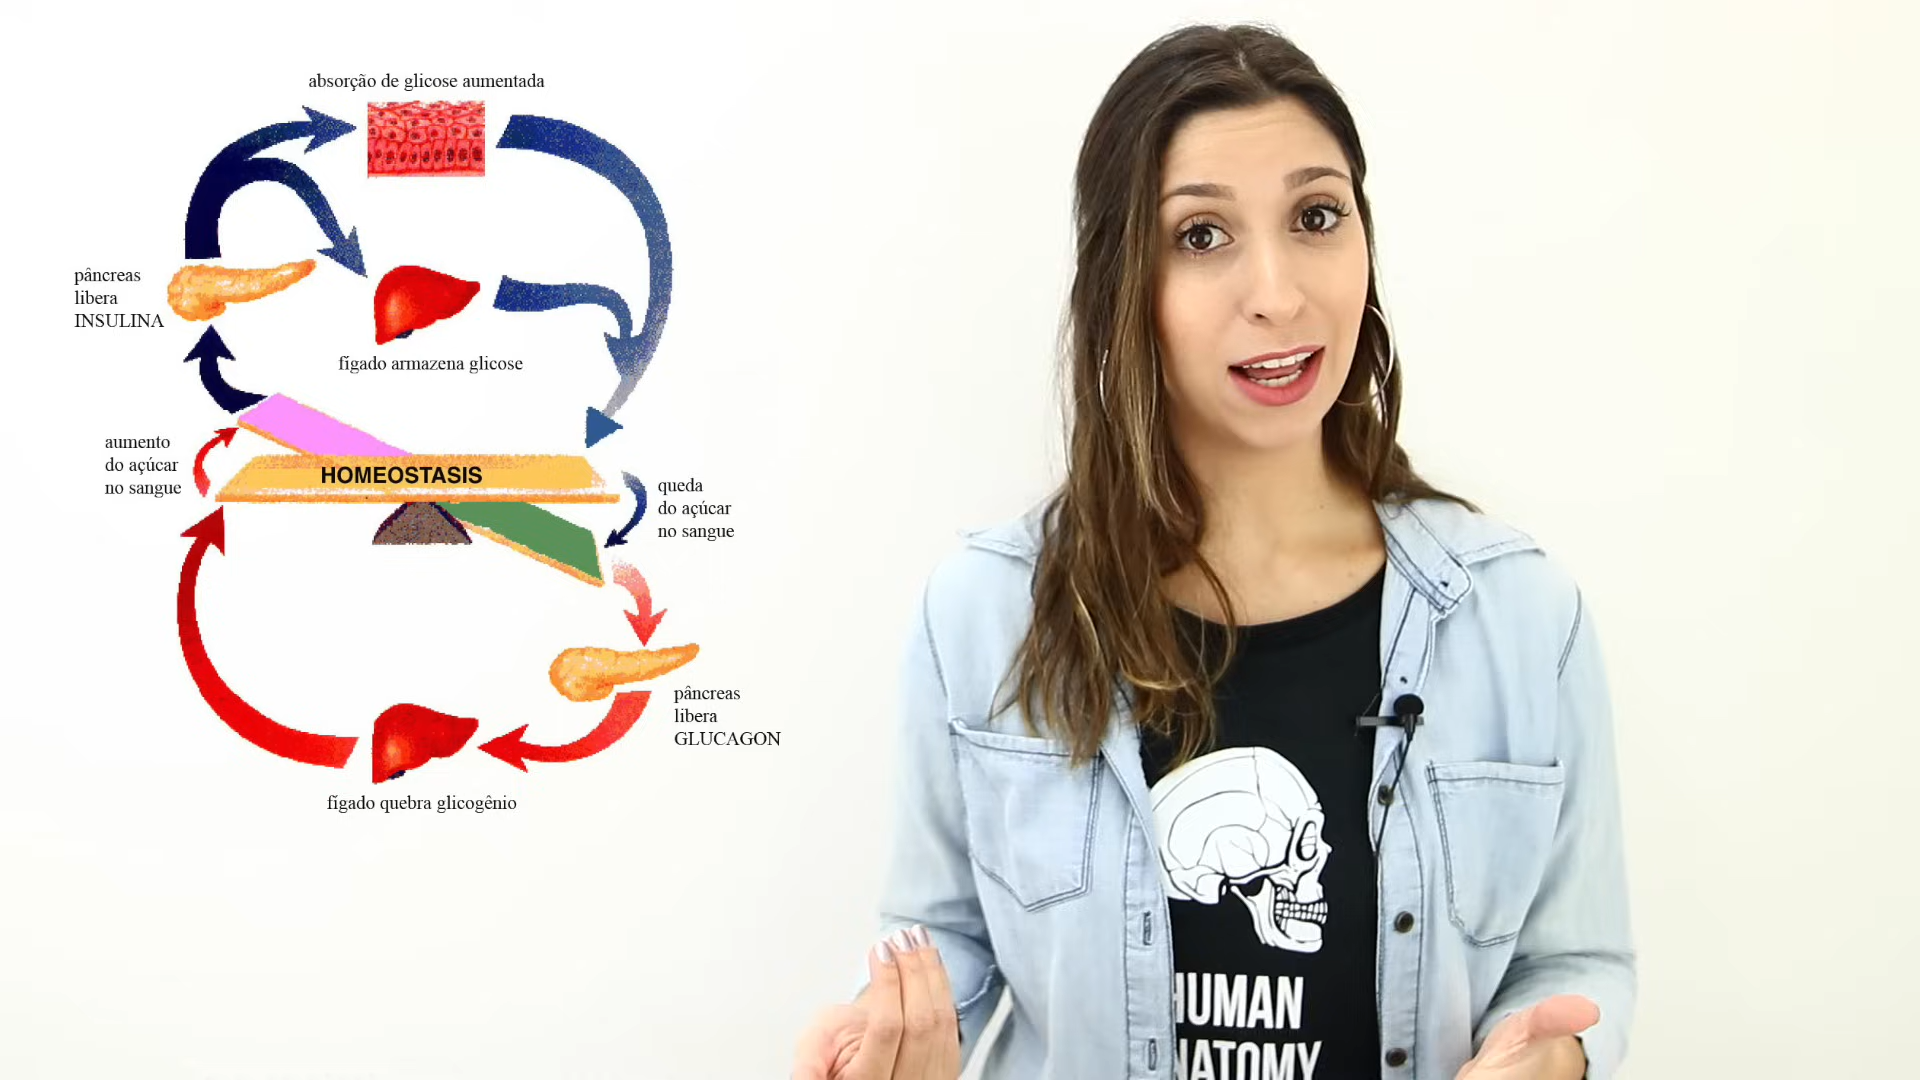 absorção de glicose aumentada
pâncreas
libera
INSULINA
fígado armazena glicose
aumento
do açúcar
no sangue
HOMEOSTASIS
queda
do açúcar
no sangue
pâncreas
libera
GLUCAGON
fígado quebra glicogênio
HUMAN
ANATOMY